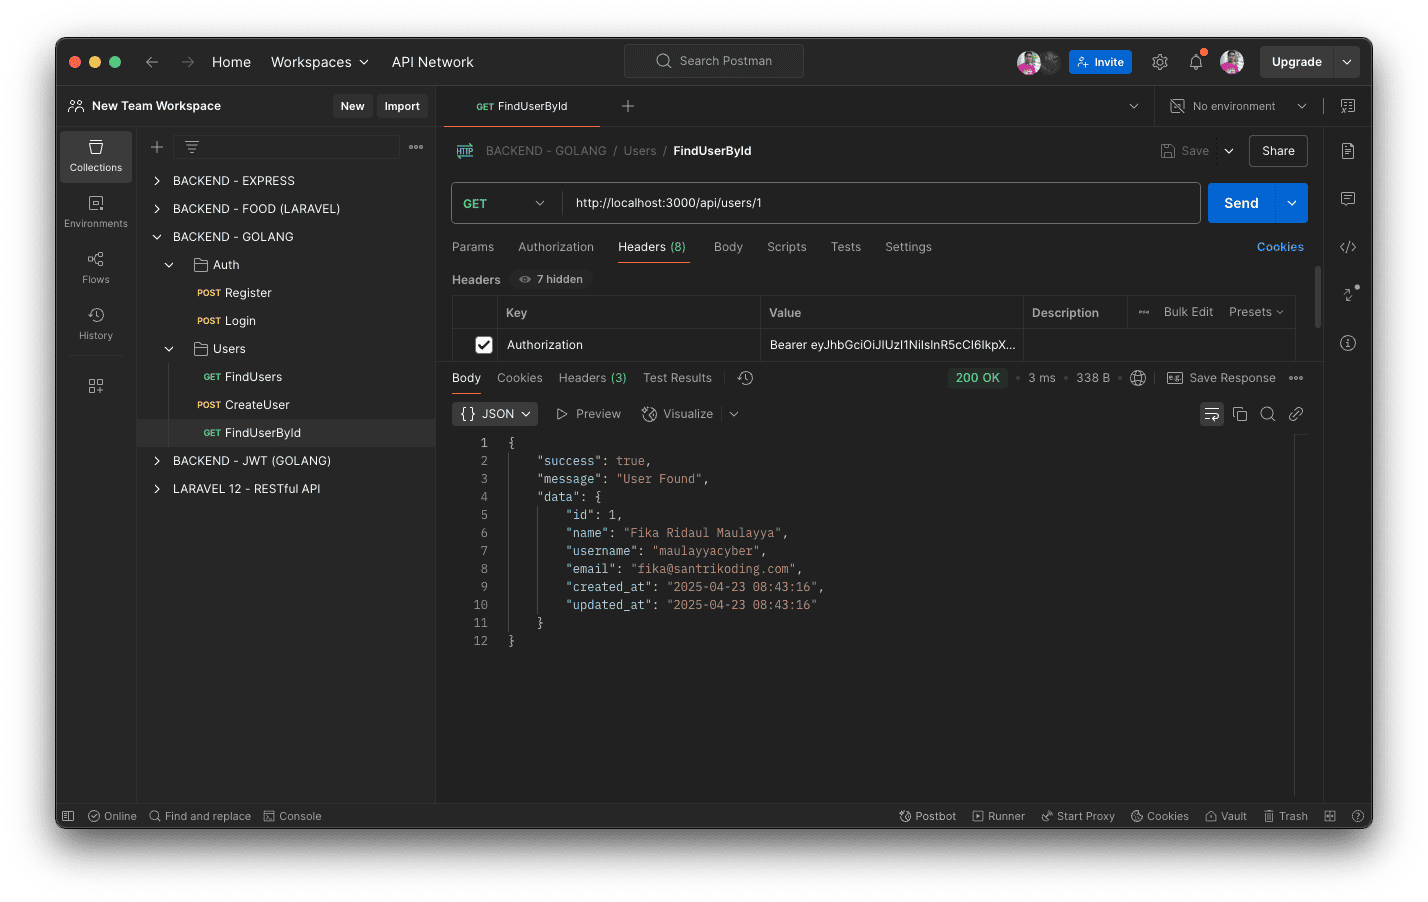 Home Workspaces API Network Search Postman Invite Upgrade
New Team Workspace New Import GET FindUserById No environment
Collections
Environments
Flows
History
BACKEND - EXPRESS
BACKEND - FOOD (LARAVEL)
BACKEND - GOLANG
Auth
POST Register
POST Login
Users
GET FindUsers
POST CreateUser
GET FindUserById
BACKEND - JWT (GOLANG)
LARAVEL 12 - RESTful API
HTTP BACKEND - GOLANG / Users / FindUserById Save Share
GET http://localhost:3000/api/users/1 Send
Params Authorization Headers (8) Body Scripts Tests Settings Cookies
Headers 7 hidden
Key Value Description Bulk Edit Presets
Authorization Bearer eyJhbGciOiJIUzI1NiIsInR5cCI6IkpX...
Body Cookies Headers (3) Test Results 200 OK • 3 ms • 338 B • e.g. Save Response
{} JSON Preview Visualize
1 {
2 "success": true,
3 "message": "User Found",
4 "data": {
5 "id": 1,
6 "name": "Fika Ridaul Maulayya",
7 "username": "maulayyacyber",
8 "email": "fika@santrikoding.com",
9 "created_at": "2025-04-23 08:43:16",
10 "updated_at": "2025-04-23 08:43:16"
11 }
12 }
Online Find and replace Console Postbot Runner Start Proxy Cookies Vault Trash